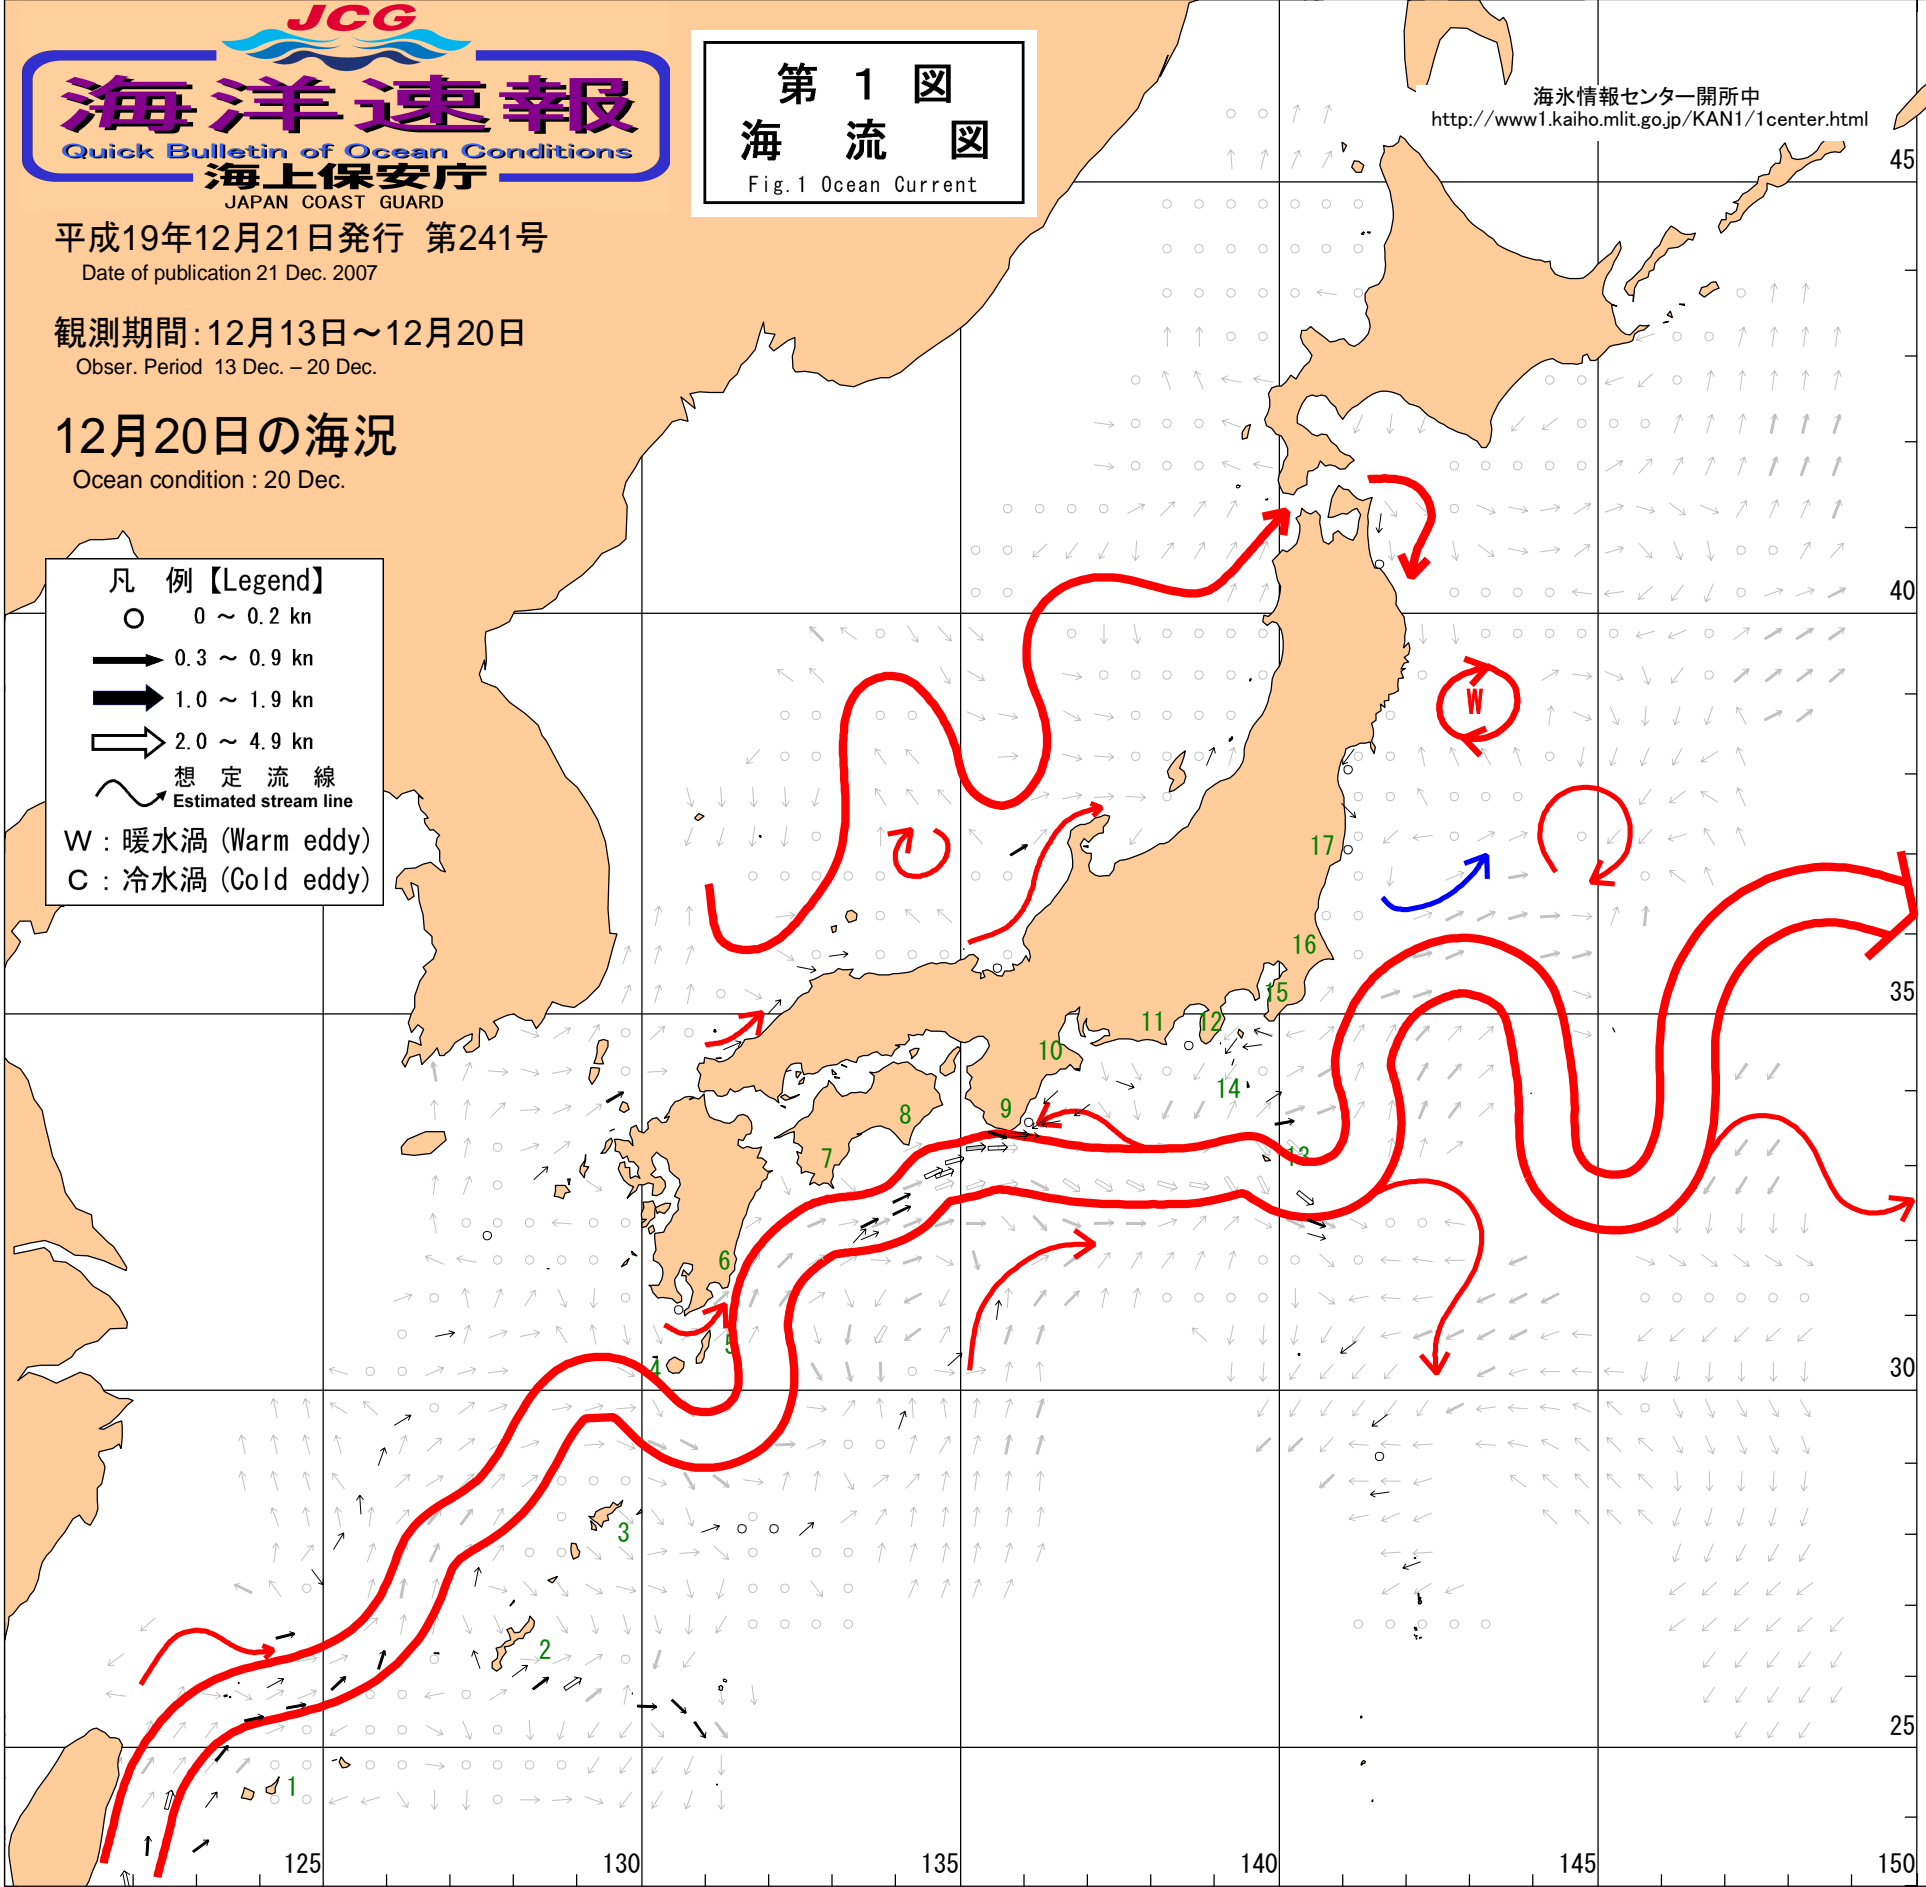 JCG
海洋速報
Quick Bulletin of Ocean Conditions
海上保安庁
JAPAN COAST GUARD
平成19年12月21日発行 第241号
Date of publication 21 Dec. 2007
観測期間:12月13日～12月20日
Obser. Period 13 Dec. – 20 Dec.
12月20日の海況
Ocean condition : 20 Dec.
第 1 図
海 流 図
Fig.1 Ocean Current
海氷情報センター開所中
http://www1.kaiho.mlit.go.jp/KAN1/1center.html
凡 例【Legend】
0 ～ 0.2 kn
0.3 ～ 0.9 kn
1.0 ～ 1.9 kn
2.0 ～ 4.9 kn
想 定 流 線
Estimated stream line
W : 暖水渦 (Warm eddy)
C : 冷水渦 (Cold eddy)
45
40
W
17
16
35
15
12
11
10
14
9
8
13
7
6
5
4
30
3
2
25
1
125
130
135
140
145
150